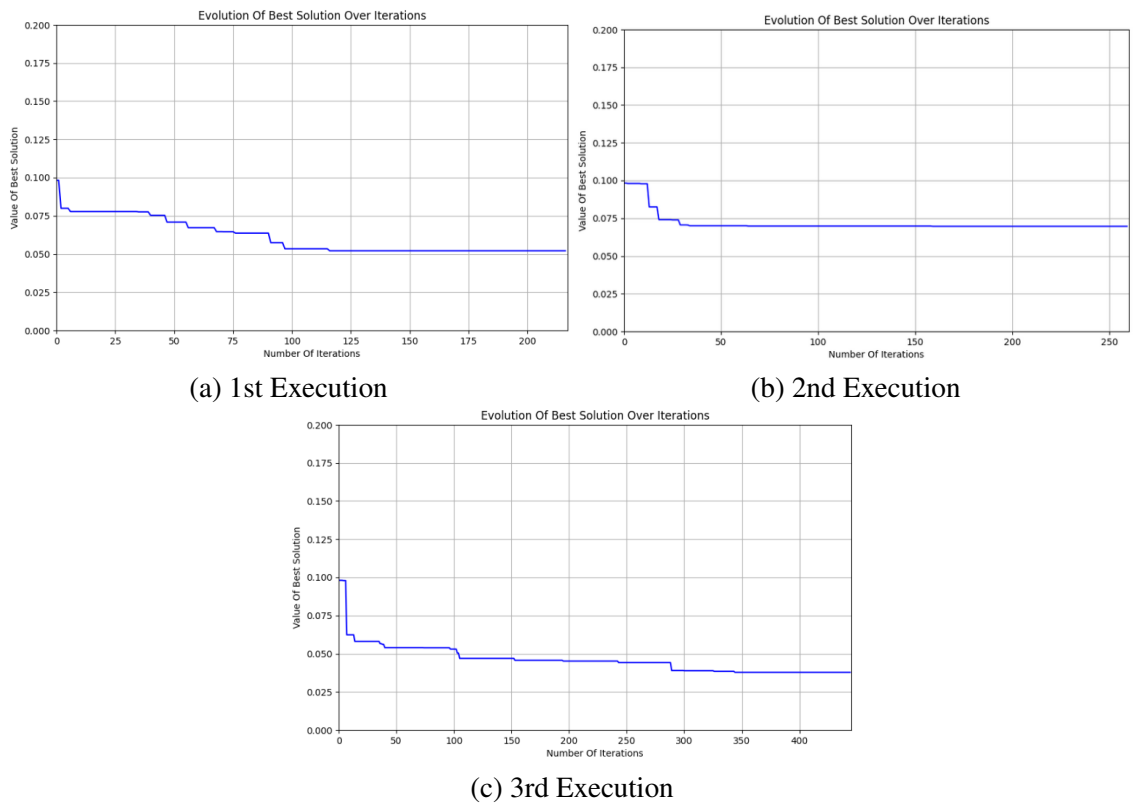 Evolution Of Best Solution Over Iterations
0.200
0.175
0.150
0.125
0.100
0.075
0.050
0.025
0.000
Value Of Best Solution
0 25 50 75 100 125 150 175 200
Number Of Iterations
(a) 1st Execution
Evolution Of Best Solution Over Iterations
0.200
0.175
0.150
0.125
0.100
0.075
0.050
0.025
0.000
Value Of Best Solution
0 50 100 150 200 250
Number Of Iterations
(b) 2nd Execution
Evolution Of Best Solution Over Iterations
0.200
0.175
0.150
0.125
0.100
0.075
0.050
0.025
0.000
Value Of Best Solution
0 50 100 150 200 250 300 350 400
Number Of Iterations
(c) 3rd Execution